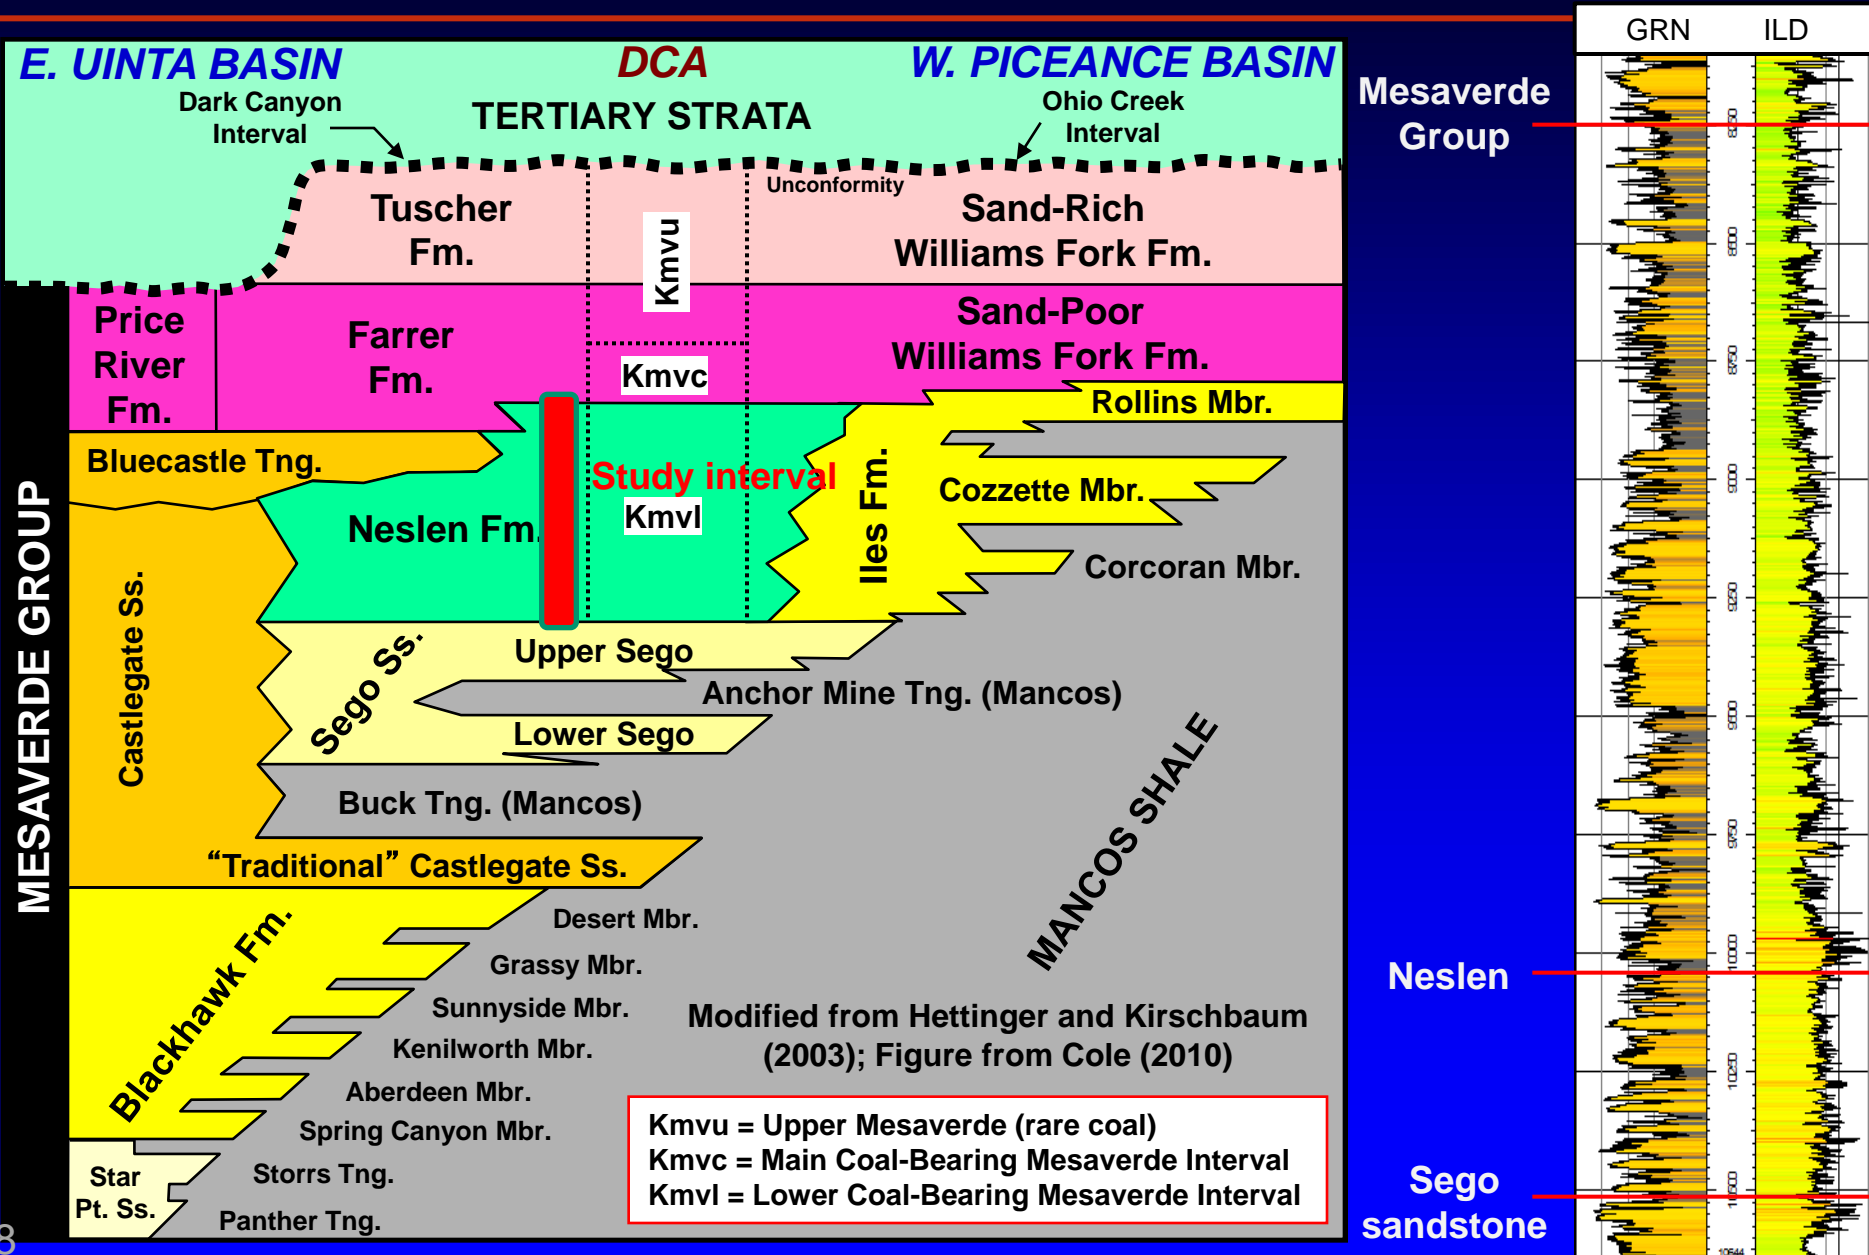 E. UINTA BASIN
DCA
W. PICEANCE BASIN
Dark Canyon
Interval
TERTIARY STRATA
Ohio Creek
Interval
Unconformity
Tuscher
Fm.
Kmvu
Sand-Rich
Williams Fork Fm.
Price
River
Fm.
Farrer
Fm.
Kmvc
Sand-Poor
Williams Fork Fm.
Rollins Mbr.
Bluecastle Tng.
Study interval
Neslen Fm.
Kmvl
Iles Fm.
Cozzette Mbr.
Corcoran Mbr.
MESAVERDE GROUP
Castlegate Ss.
Sego Ss.
Upper Sego
Anchor Mine Tng. (Mancos)
Lower Sego
Buck Tng. (Mancos)
MANCOS SHALE
“Traditional” Castlegate Ss.
Blackhawk Fm.
Desert Mbr.
Grassy Mbr.
Sunnyside Mbr.
Kenilworth Mbr.
Aberdeen Mbr.
Spring Canyon Mbr.
Star
Pt. Ss.
Storrs Tng.
Panther Tng.
Modified from Hettinger and Kirschbaum
(2003); Figure from Cole (2010)
Kmvu = Upper Mesaverde (rare coal)
Kmvc = Main Coal-Bearing Mesaverde Interval
Kmvl = Lower Coal-Bearing Mesaverde Interval
8
Mesaverde
Group
Neslen
Sego
sandstone
GRN
ILD
9000
9250
9750
10000
10250